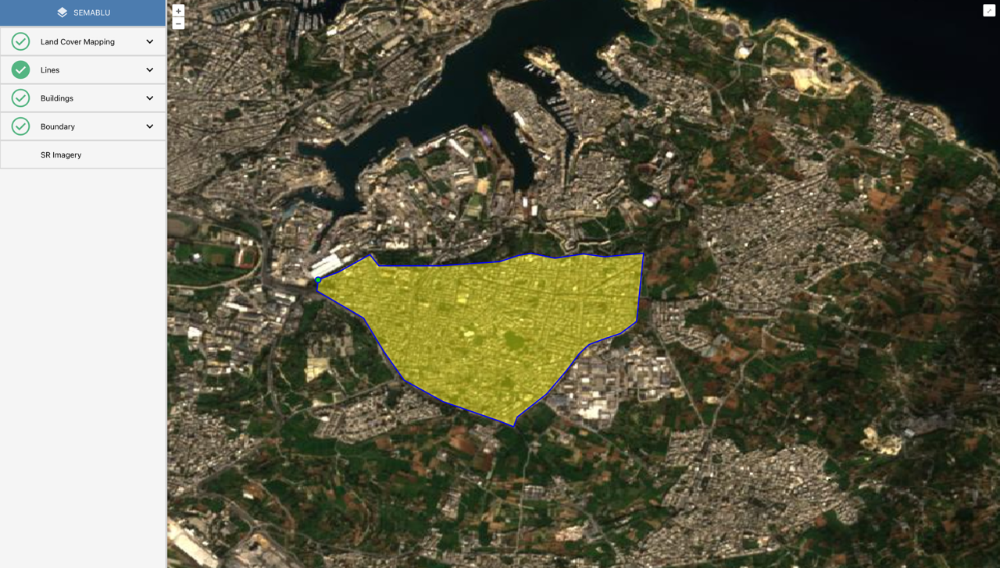 SEMABLU
Land Cover Mapping
Lines
Buildings
Boundary
SR Imagery
+
−